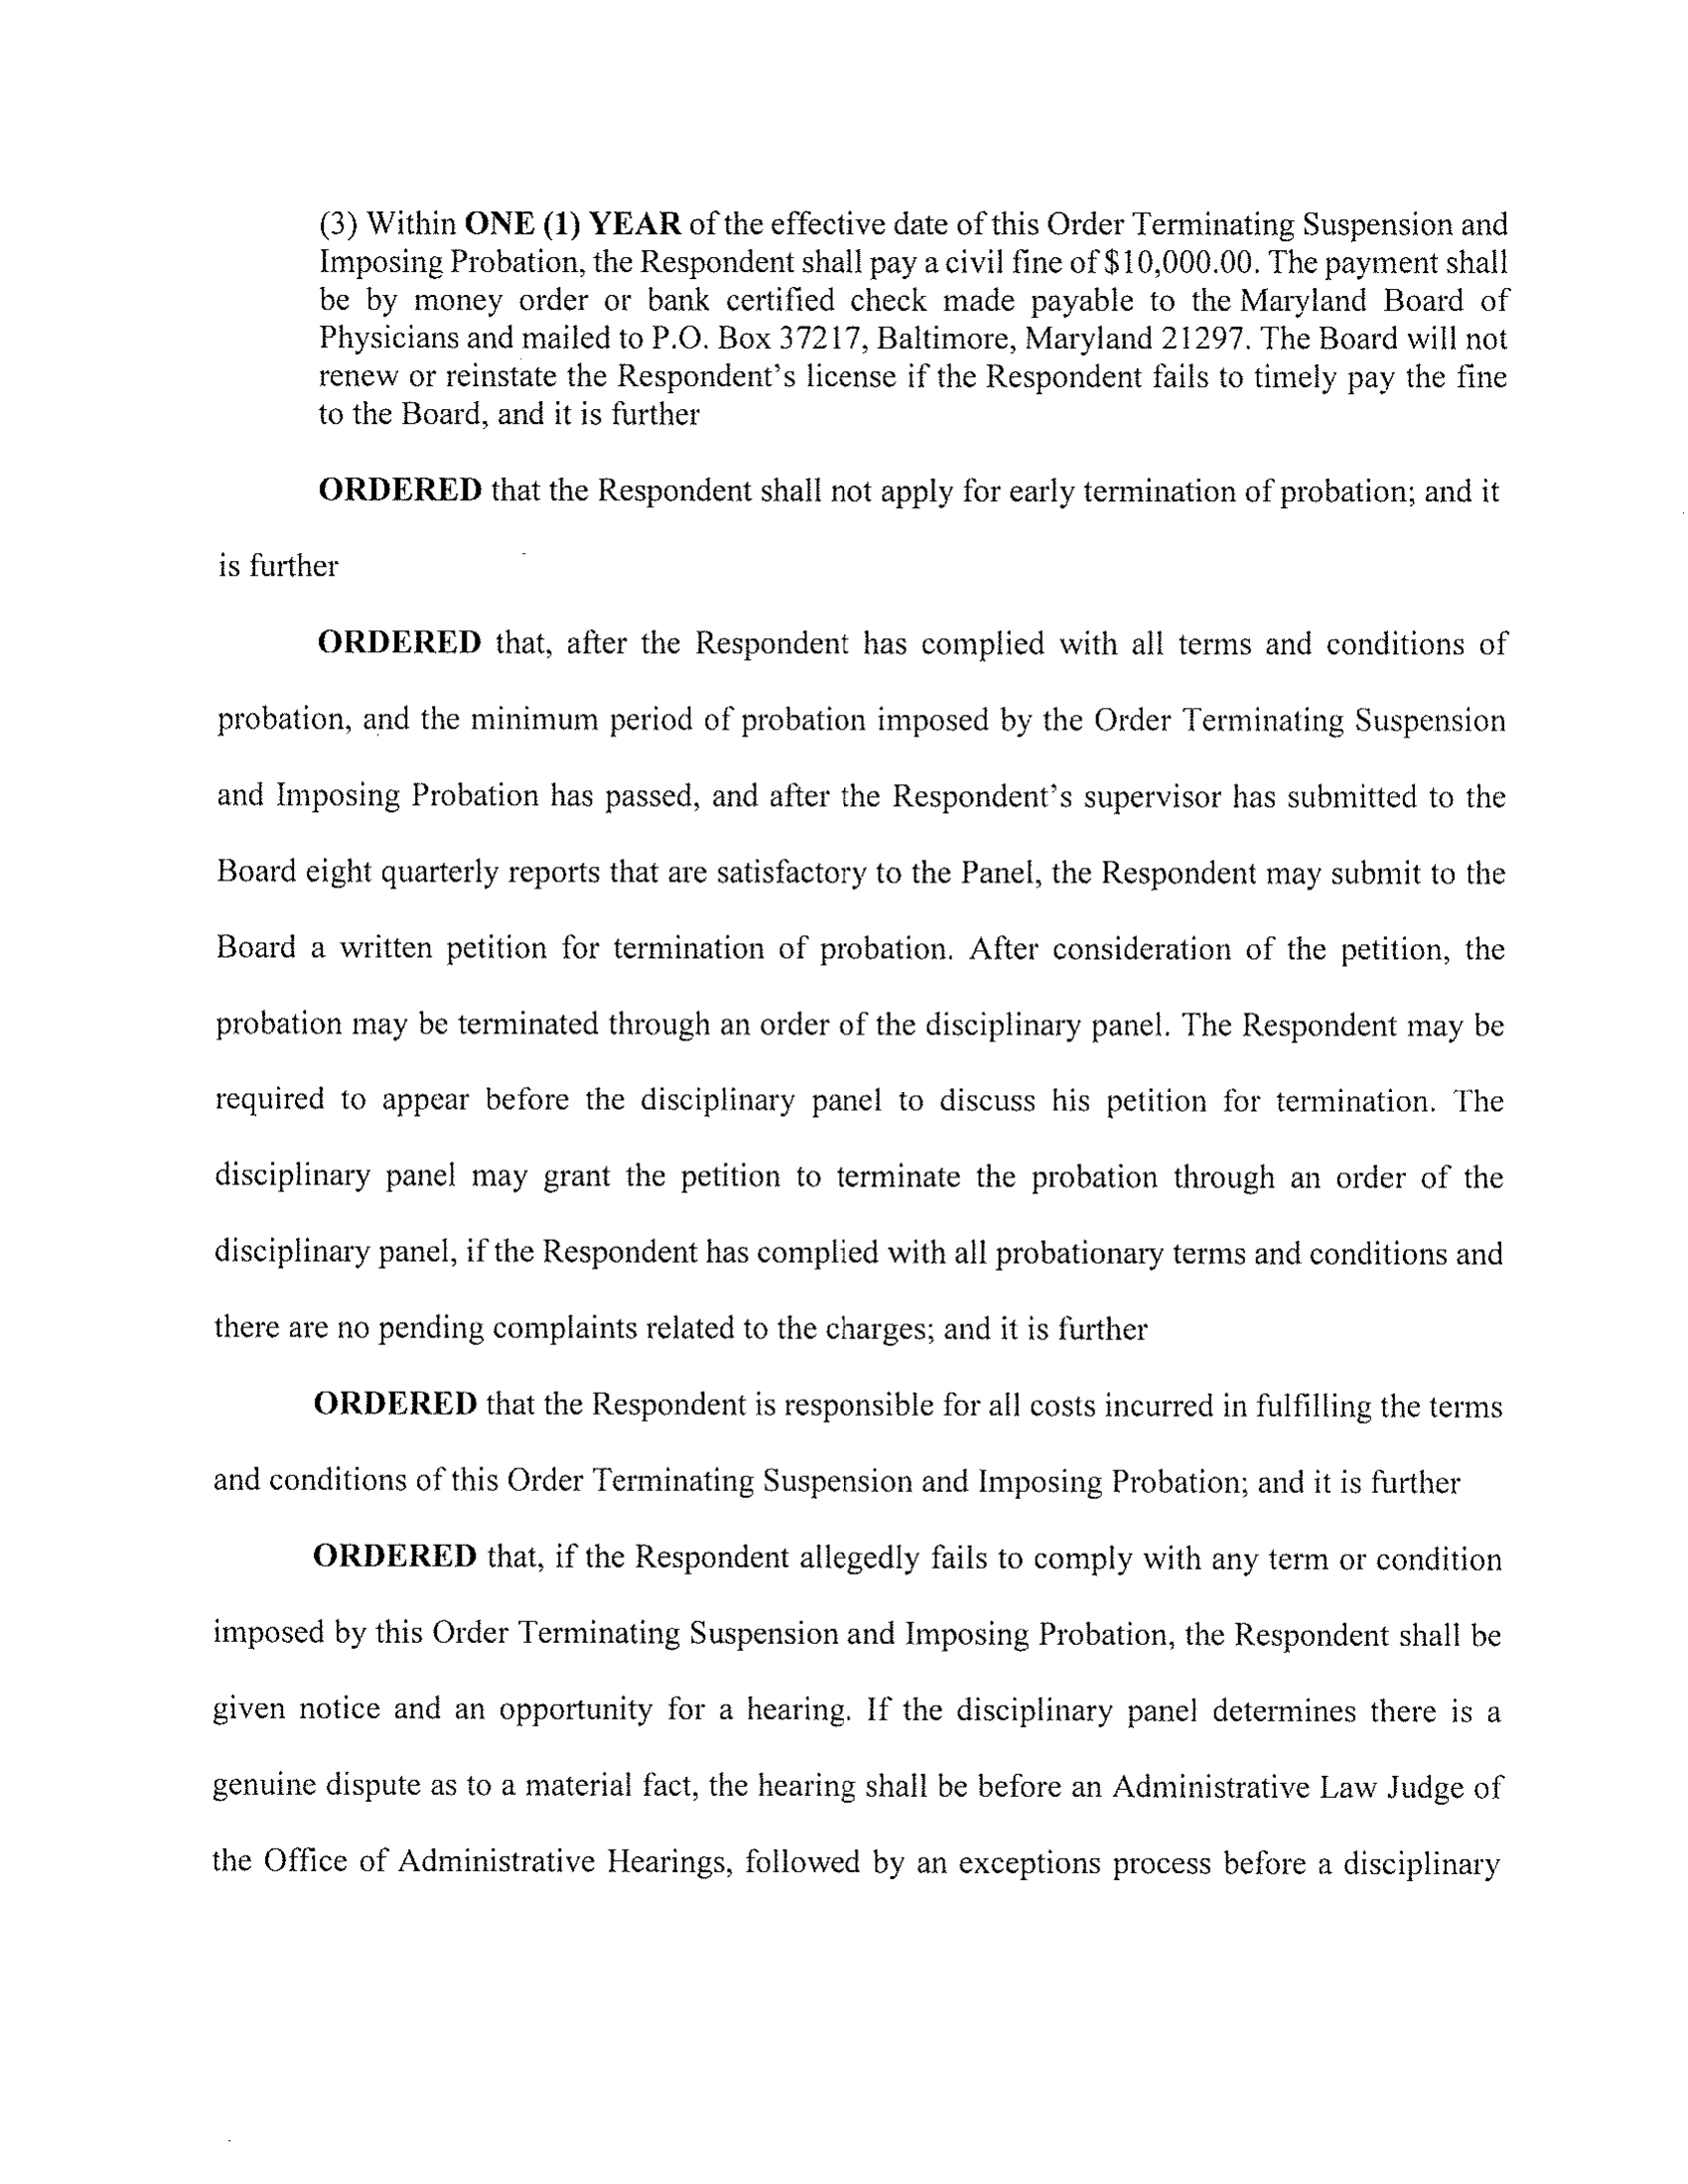 (3) Within ONE (1) YEAR of the effective date of this Order Terminating Suspension and
Imposing Probation, the Respondent shall pay a civil fine of $10,000.00. The payment shall
be by money order or bank certified check made payable to the Maryland Board of
Physicians and mailed to P.O. Box 37217, Baltimore, Maryland 21297. The Board will not
renew or reinstate the Respondent's license if the Respondent fails to timely pay the fine
to the Board, and it is further
ORDERED that the Respondent shall not apply for early termination of probation; and it
is further
ORDERED that, after the Respondent has complied with all terms and conditions of
probation, and the minimum period of probation imposed by the Order Terminating Suspension
and Imposing Probation has passed, and after the Respondent's supervisor has submitted to the
Board eight quarterly reports that are satisfactory to the Panel, the Respondent may submit to the
Board a written petition for termination of probation. After consideration of the petition, the
probation may be terminated through an order of the disciplinary panel. The Respondent may be
required to appear before the disciplinary panel to discuss his petition for termination. The
disciplinary panel may grant the petition to terminate the probation through an order of the
disciplinary panel, if the Respondent has complied with all probationary terms and conditions and
there are no pending complaints related to the charges; and it is further
ORDERED that the Respondent is responsible for all costs incurred in fulfilling the terms
and conditions of this Order Terminating Suspension and Imposing Probation; and it is further
ORDERED that, if the Respondent allegedly fails to comply with any term or condition
imposed by this Order Terminating Suspension and Imposing Probation, the Respondent shall be
given notice and an opportunity for a hearing. If the disciplinary panel determines there is a
genuine dispute as to a material fact, the hearing shall be before an Administrative Law Judge of
the Office of Administrative Hearings, followed by an exceptions process before a disciplinary